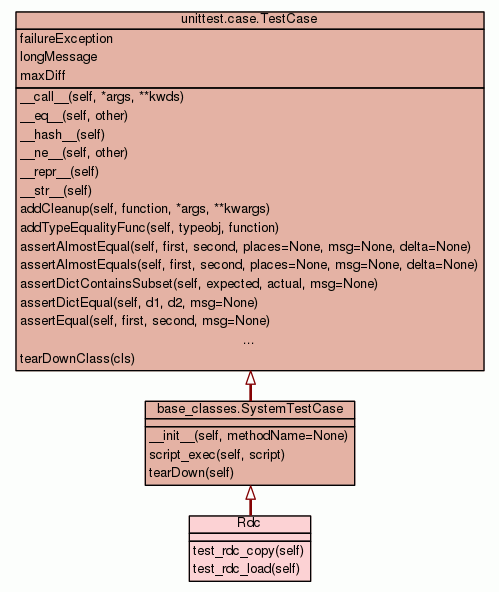 unittest.case.TestCase
failureException
longMessage
maxDiff
__call__(self, *args, **kwds)
__eq__(self, other)
__hash__(self)
__ne__(self, other)
__repr__(self)
__str__(self)
addCleanup(self, function, *args, **kwargs)
addTypeEqualityFunc(self, typeobj, function)
assertAlmostEqual(self, first, second, places=None, msg=None, delta=None)
assertAlmostEquals(self, first, second, places=None, msg=None, delta=None)
assertDictContainsSubset(self, expected, actual, msg=None)
assertDictEqual(self, d1, d2, msg=None)
assertEqual(self, first, second, msg=None)
...
tearDownClass(cls)
base_classes.SystemTestCase
__init__(self, methodName=None)
script_exec(self, script)
tearDown(self)
Rdc
test_rdc_copy(self)
test_rdc_load(self)